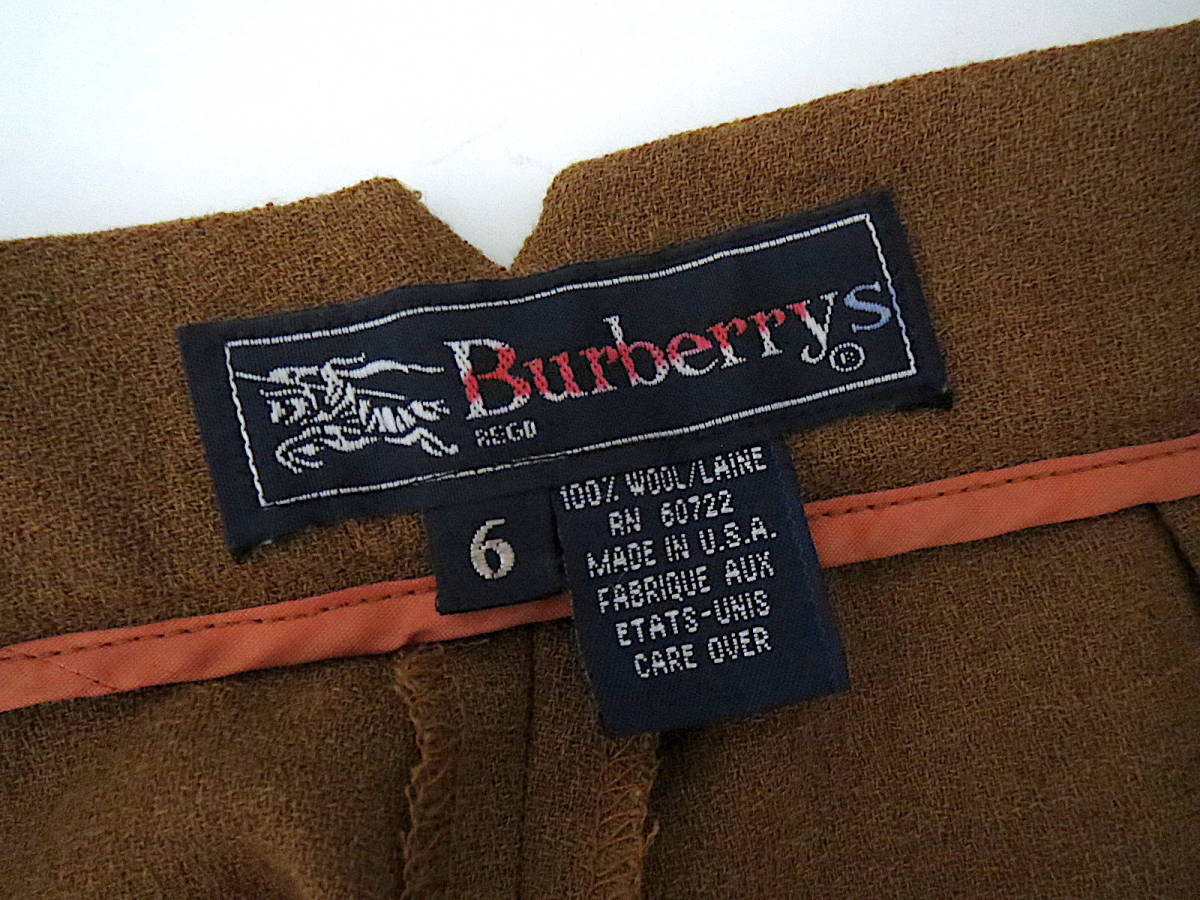 Burberrys®
REGD
6
100% WOOL/LAINE
RN 60722
MADE IN U.S.A.
FABRIQUE AUX
ETATS-UNIS
CARE OVER